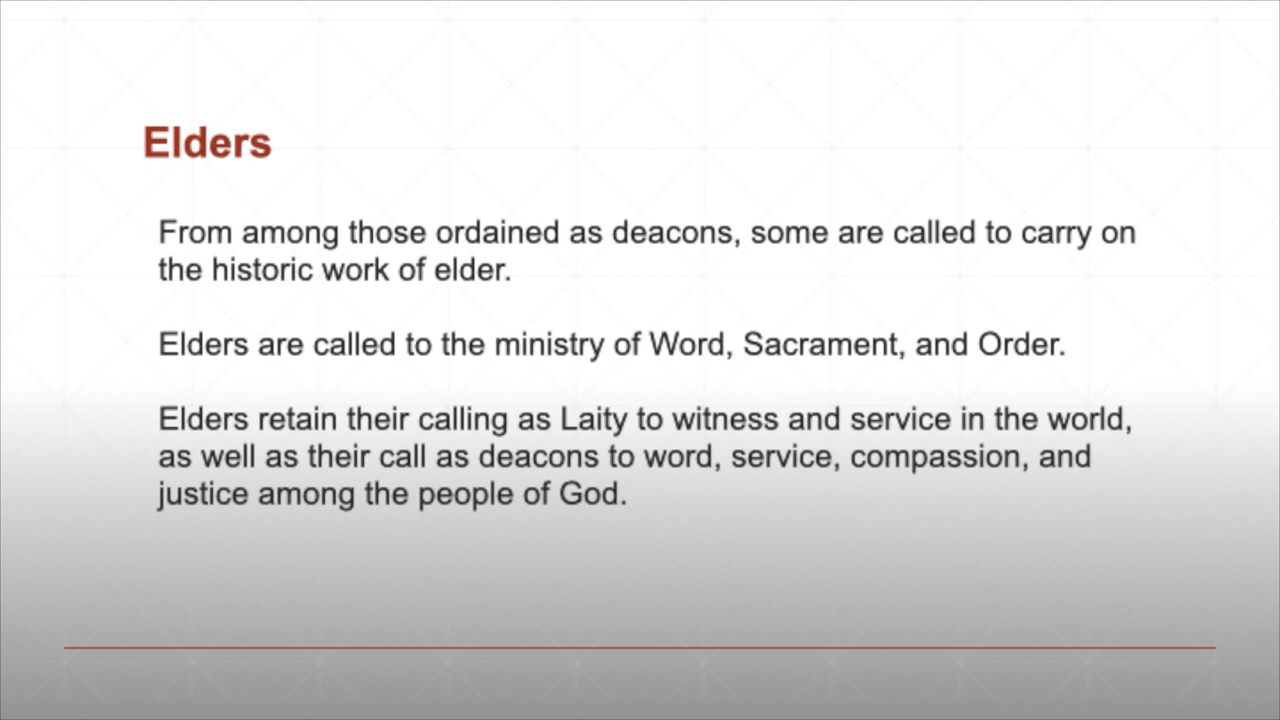 Elders
From among those ordained as deacons, some are called to carry on
the historic work of elder.
Elders are called to the ministry of Word, Sacrament, and Order.
Elders retain their calling as Laity to witness and service in the world,
as well as their call as deacons to word, service, compassion, and
justice among the people of God.